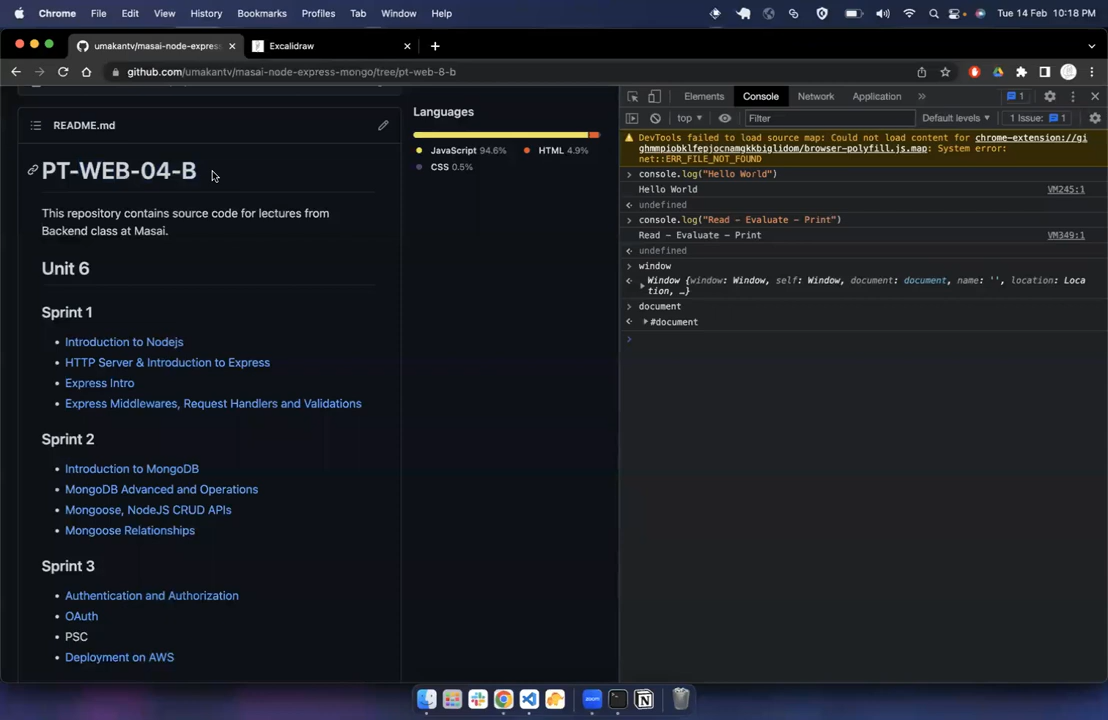 Chrome File Edit View History Bookmarks Profiles Tab Window Help Tue 14 Feb 10:18 PM
umakantv/masai-node-expres Excalidraw
github.com/umakantv/masai-node-express-mongo/tree/pt-web-8-b
README.md
PT-WEB-04-B
This repository contains source code for lectures from
Backend class at Masai.
Unit 6
Sprint 1
• Introduction to Nodejs
• HTTP Server & Introduction to Express
• Express Intro
• Express Middlewares, Request Handlers and Validations
Sprint 2
• Introduction to MongoDB
• MongoDB Advanced and Operations
• Mongoose, NodeJS CRUD APIs
• Mongoose Relationships
Sprint 3
• Authentication and Authorization
• OAuth
• PSC
• Deployment on AWS
Languages
JavaScript 94.6% HTML 4.9%
CSS 0.5%
Elements Console Network Application » 1
top Filter Default levels 1 Issue: 1
DevTools failed to load source map: Could not load content for chrome-extension://gi
ghmmpiobklfepjocnamgkkbiglidom/browser-polyfill.js.map: System error:
net::ERR_FILE_NOT_FOUND
> console.log("Hello World")
Hello World VM245:1
< undefined
> console.log("Read - Evaluate - Print")
Read - Evaluate - Print VM349:1
< undefined
> window
< Window {window: Window, self: Window, document: document, name: '', location: Loca
tion, …}
> document
< #document
>
zoom